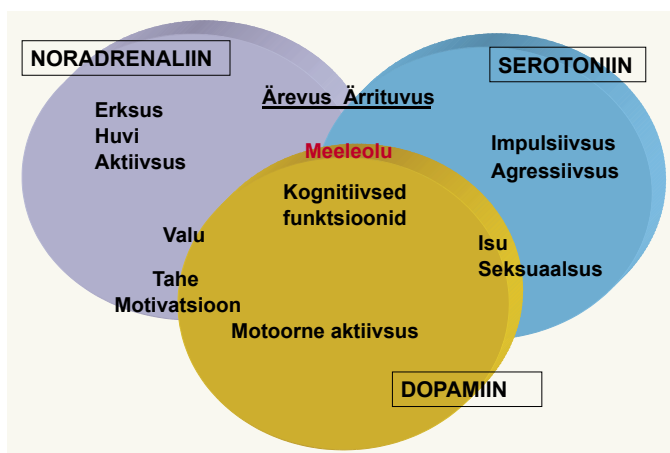 NORADRENALIIN
SEROTONIIN
Ärevus Ärrituvus
Erksus
Huvi
Aktiivsus
Meeleolu
Impulsiivsus
Agressiivsus
Kognitiivsed
funktsioonid
Valu
Isu
Seksuaalsus
Tahe
Motivatsioon
Motoorne aktiivsus
DOPAMIIN